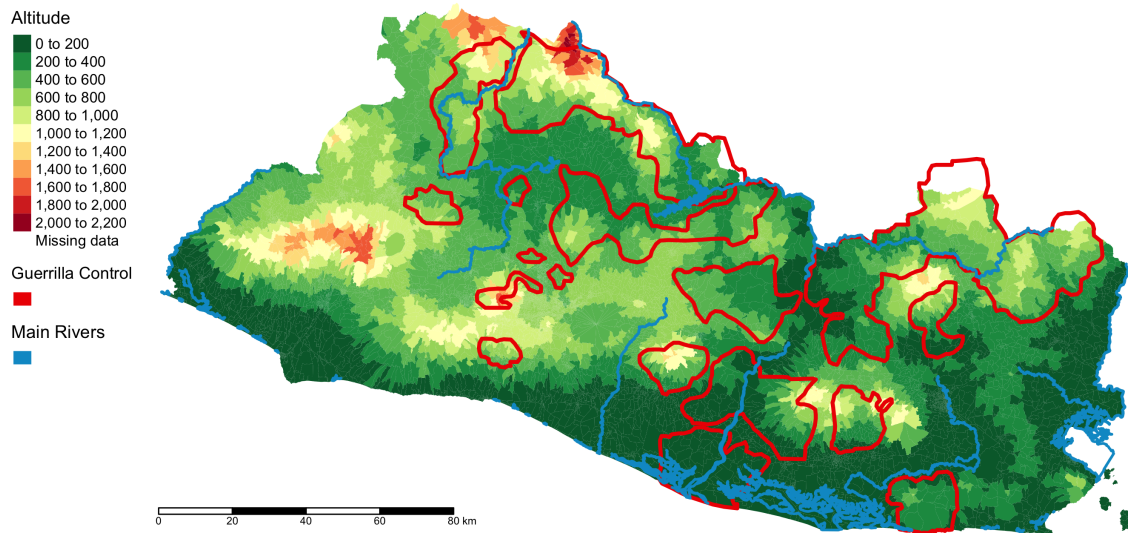 Altitude
0 to 200
200 to 400
400 to 600
600 to 800
800 to 1,000
1,000 to 1,200
1,200 to 1,400
1,400 to 1,600
1,600 to 1,800
1,800 to 2,000
2,000 to 2,200
Missing data
Guerrilla Control
Main Rivers
0 20 40 60 80 km